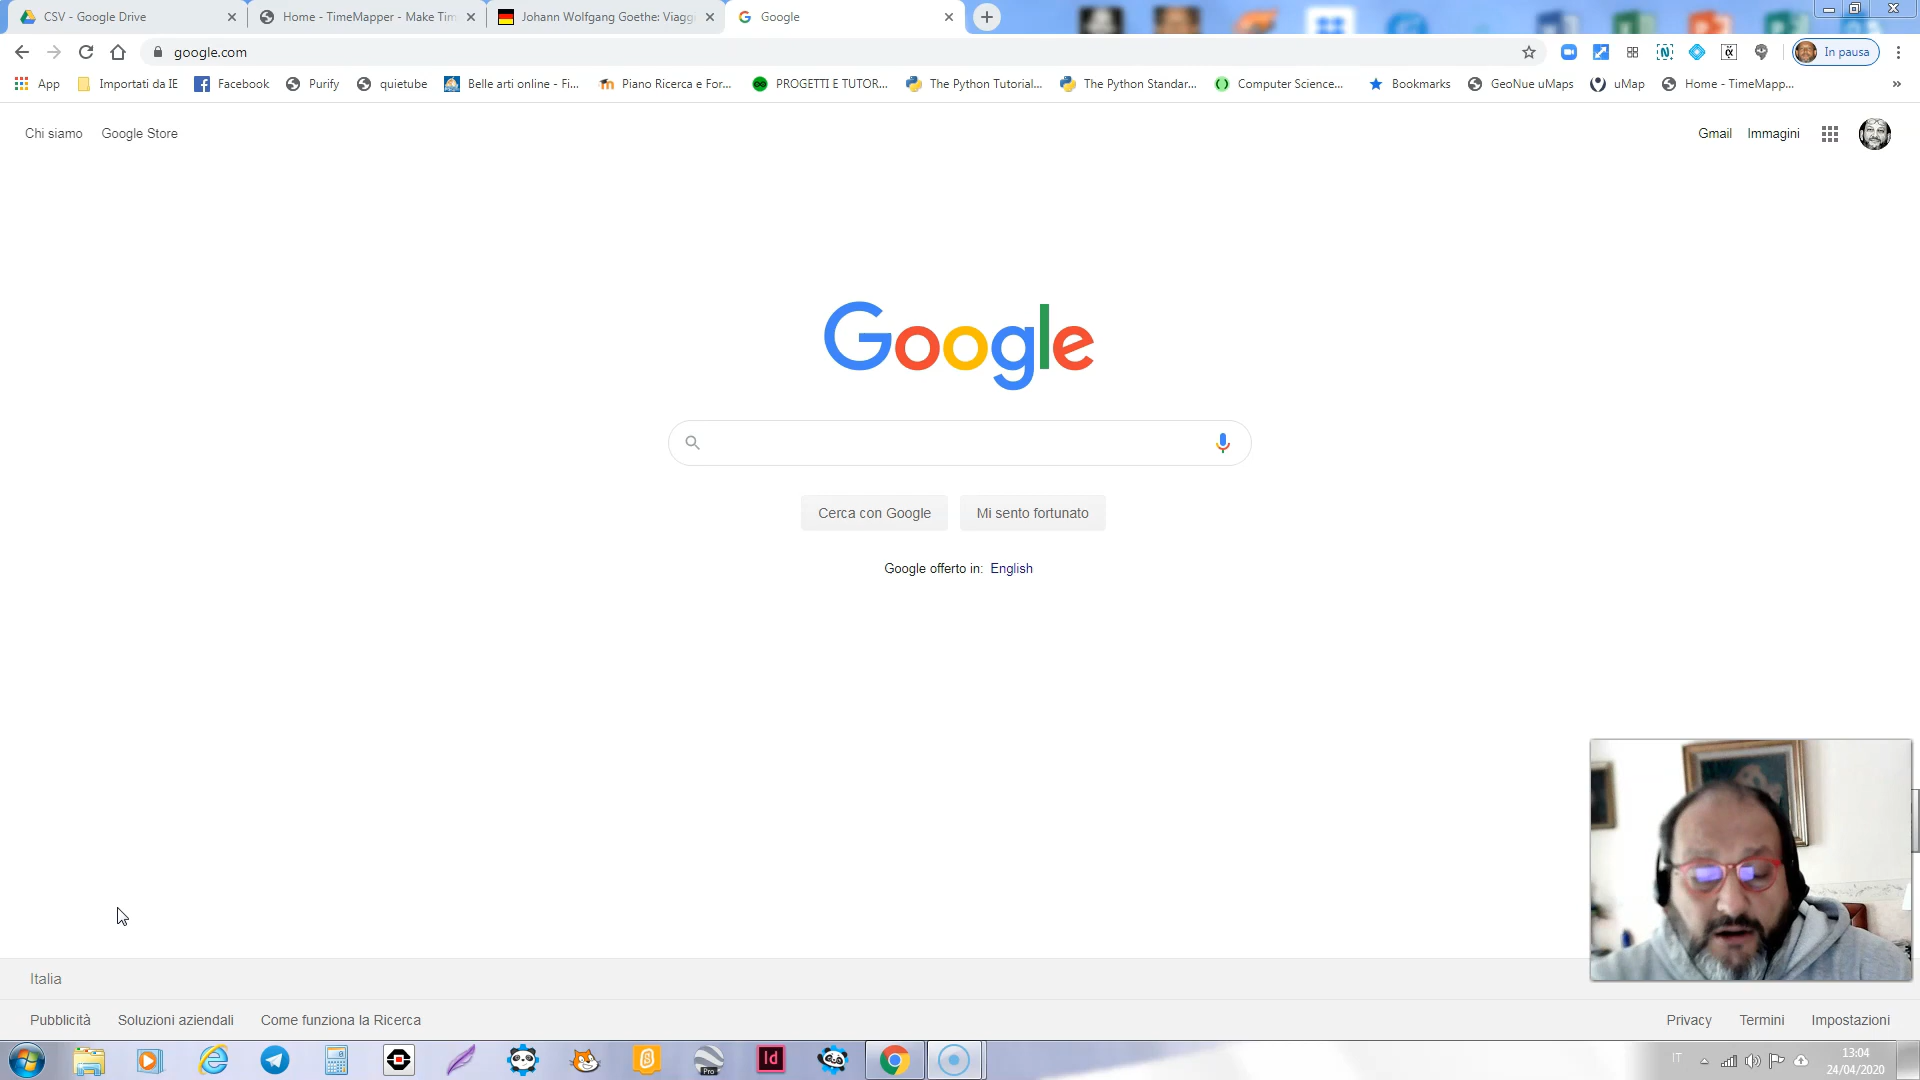 CSV - Google Drive
Home - TimeMapper - Make Tim
Johann Wolfgang Goethe: Viagg
Google
google.com
In pausa
App
Importati da IE
Facebook
Purify
quietube
Belle arti online - Fi...
Piano Ricerca e For...
PROGETTI E TUTOR...
The Python Tutorial...
The Python Standar...
Computer Science...
Bookmarks
GeoNue uMaps
uMap
Home - TimeMapp...
»
Chi siamo
Google Store
Gmail
Immagini
Google
Cerca con Google
Mi sento fortunato
Google offerto in: English
Italia
Pubblicità
Soluzioni aziendali
Come funziona la Ricerca
Privacy
Termini
Impostazioni
Pro
Id
IT
13:04
24/04/2020